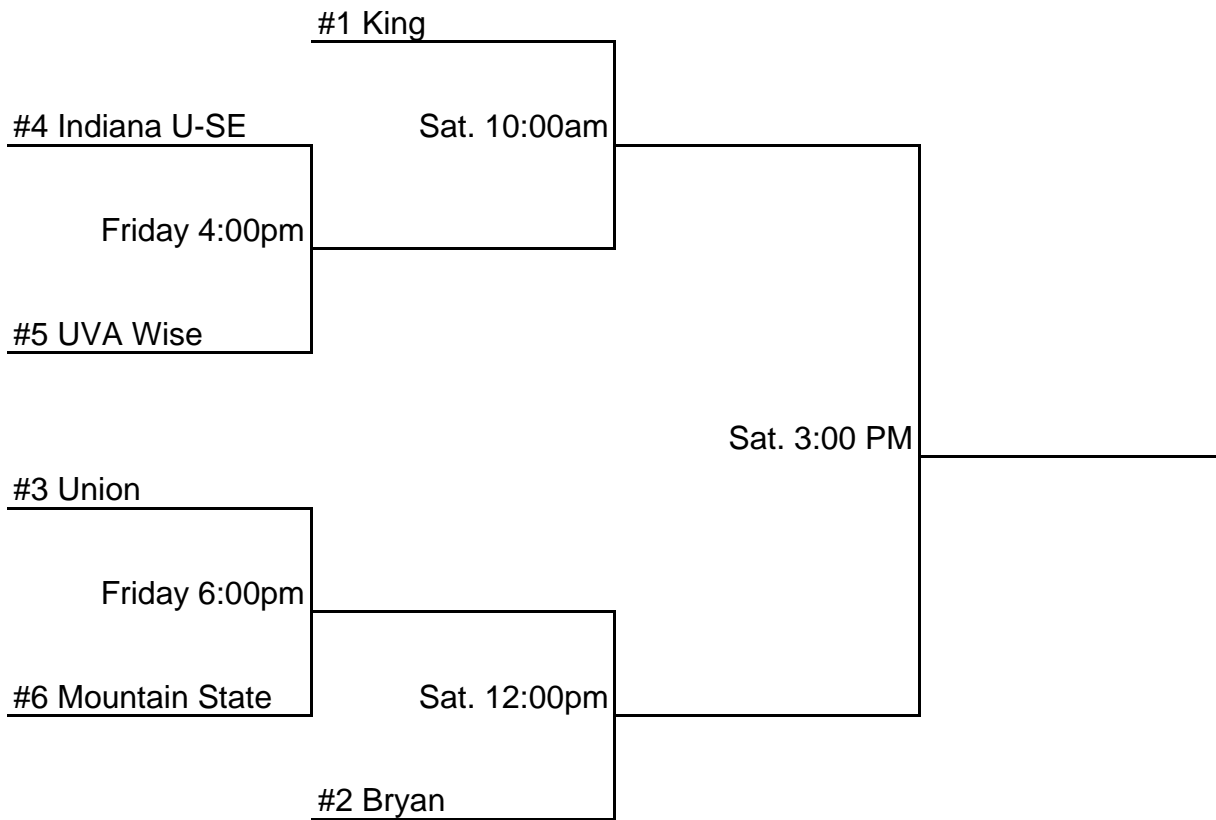 #1 King
#4 Indiana U-SE
Sat. 10:00am
Friday 4:00pm
#5 UVA Wise
Sat. 3:00 PM
#3 Union
Friday 6:00pm
#6 Mountain State
Sat. 12:00pm
#2 Bryan